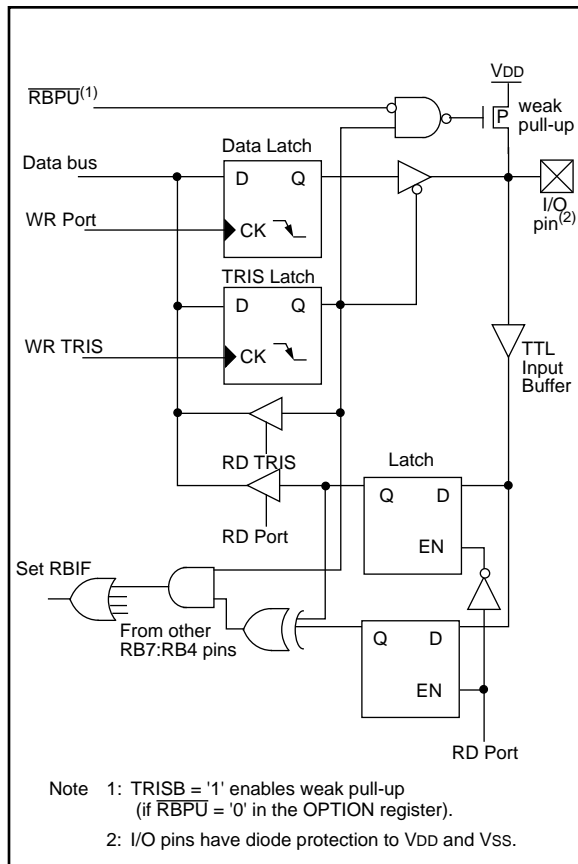 VDD
RBPU(1)
P
weak
pull-up
Data Latch
Data bus
D Q
I/O
pin(2)
WR Port
CK
TRIS Latch
D Q
WR TRIS
CK
TTL
Input
Buffer
RD TRIS
Latch
Q D
RD Port
EN
Set RBIF
From other
RB7:RB4 pins
Q D
EN
RD Port
Note 1: TRISB = '1' enables weak pull-up
(if RBPU = '0' in the OPTION register).
2: I/O pins have diode protection to VDD and VSS.